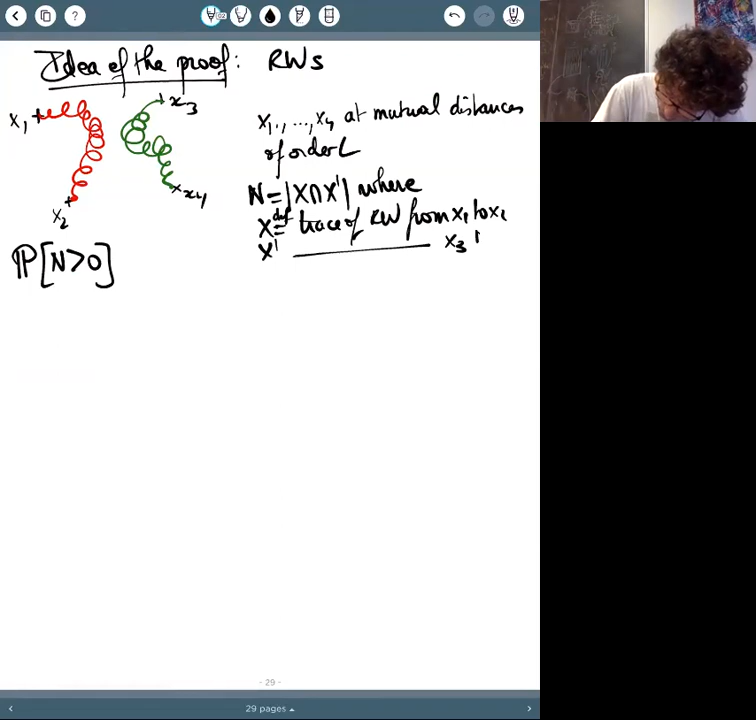 Idea of the proof: RWs
x1 x3
x1, ..., x4 at mutual distances
of order L
x2 x4
N = |X∩X'| where
X def= trace of RW from x1 to x2
X' ————— x3 '
P[N>0]
- 29 -
29 pages